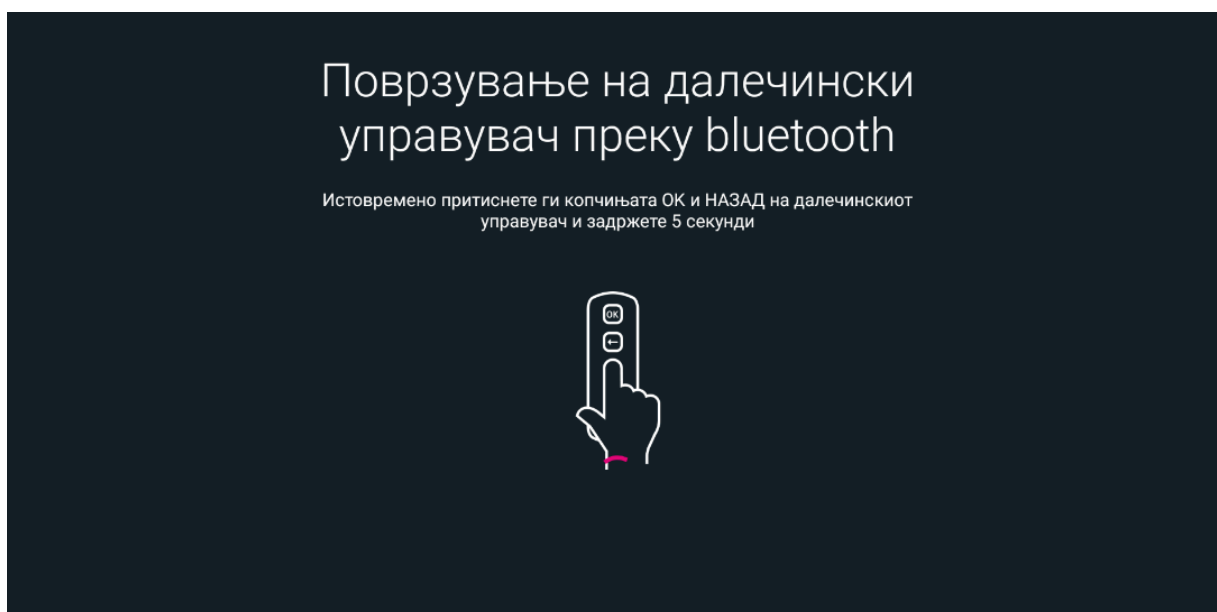 Поврзување на далечински
управувач преку bluetooth
Истовремено притиснете ги копчињата ОК и НАЗАД на далечинскиот
управувач и задржете 5 секунди
OK